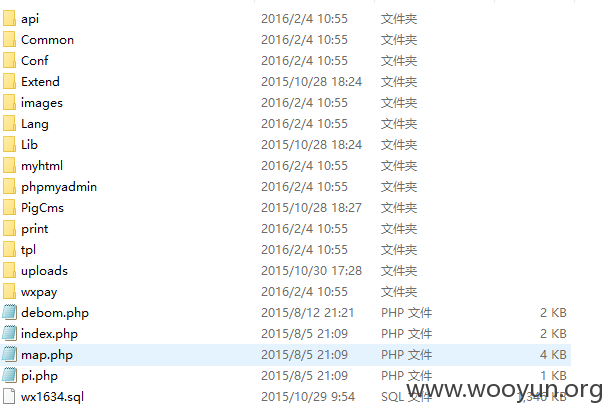 api 2016/2/4 10:55 文件夹
Common 2016/2/4 10:55 文件夹
Conf 2016/2/4 10:55 文件夹
Extend 2015/10/28 18:24 文件夹
images 2016/2/4 10:55 文件夹
Lang 2016/2/4 10:55 文件夹
Lib 2015/10/28 18:24 文件夹
myhtml 2016/2/4 10:55 文件夹
phpmyadmin 2016/2/4 10:55 文件夹
PigCms 2015/10/28 18:27 文件夹
print 2016/2/4 10:55 文件夹
tpl 2016/2/4 10:55 文件夹
uploads 2015/10/30 17:28 文件夹
wxpay 2016/2/4 10:55 文件夹
debom.php 2015/8/12 21:21 PHP 文件 2 KB
index.php 2015/8/5 21:09 PHP 文件 2 KB
map.php 2015/8/5 21:09 PHP 文件 4 KB
pi.php 2015/8/5 21:09 PHP 文件 1 KB
wx1634.sql 2015/10/29 9:54 SQL 文件 KB
www.wooyun.org